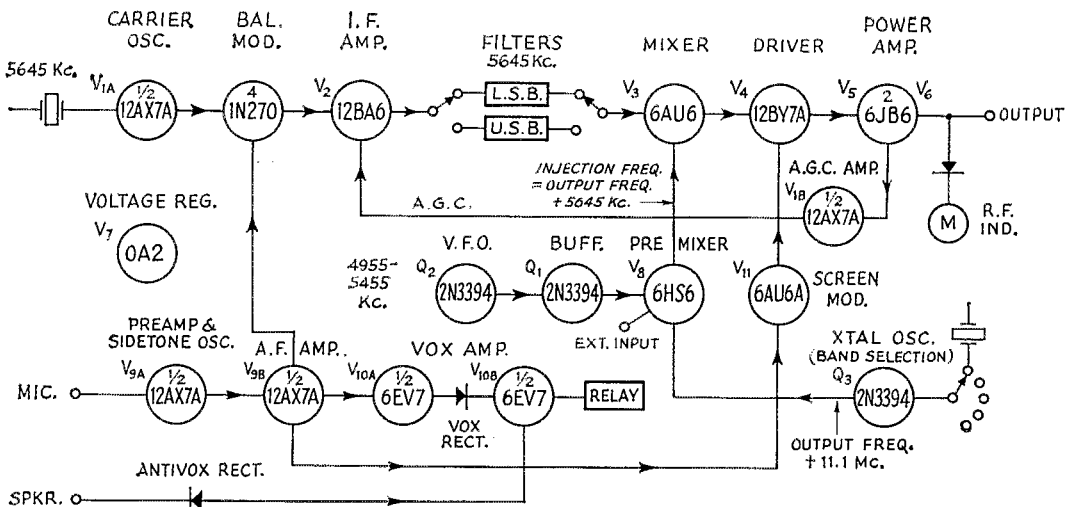 CARRIER OSC.
BAL. MOD.
I.F. AMP.
FILTERS
5645 Kc.
MIXER
DRIVER
POWER AMP.
5645 Kc.
V1A
1/2
12AX7A
4
1N270
V2
12BA6
L.S.B.
U.S.B.
V3
6AU6
V4
12BY7A
V5
2
6JB6
V6
OUTPUT
INJECTION FREQ.
= OUTPUT FREQ.
+5645 Kc.
A.G.C. AMP.
V1B
1/2
12AX7A
A.G.C.
M
R.F. IND.
VOLTAGE REG.
V7
0A2
V.F.O.
4955-
5455
Kc.
Q2
2N3394
BUFF.
Q1
2N3394
PRE MIXER
V8
6HS6
EXT. INPUT
V11
6AU6A
SCREEN MOD.
PREAMP &
SIDETONE OSC.
MIC.
V9A
1/2
12AX7A
A.F. AMP.
V9B
1/2
12AX7A
VOX AMP.
V10A
1/2
6EV7
VOX RECT.
V10B
1/2
6EV7
RELAY
XTAL OSC.
(BAND SELECTION)
Q3
2N3394
OUTPUT FREQ.
+11.1 Mc.
ANTIVOX RECT.
SPKR.